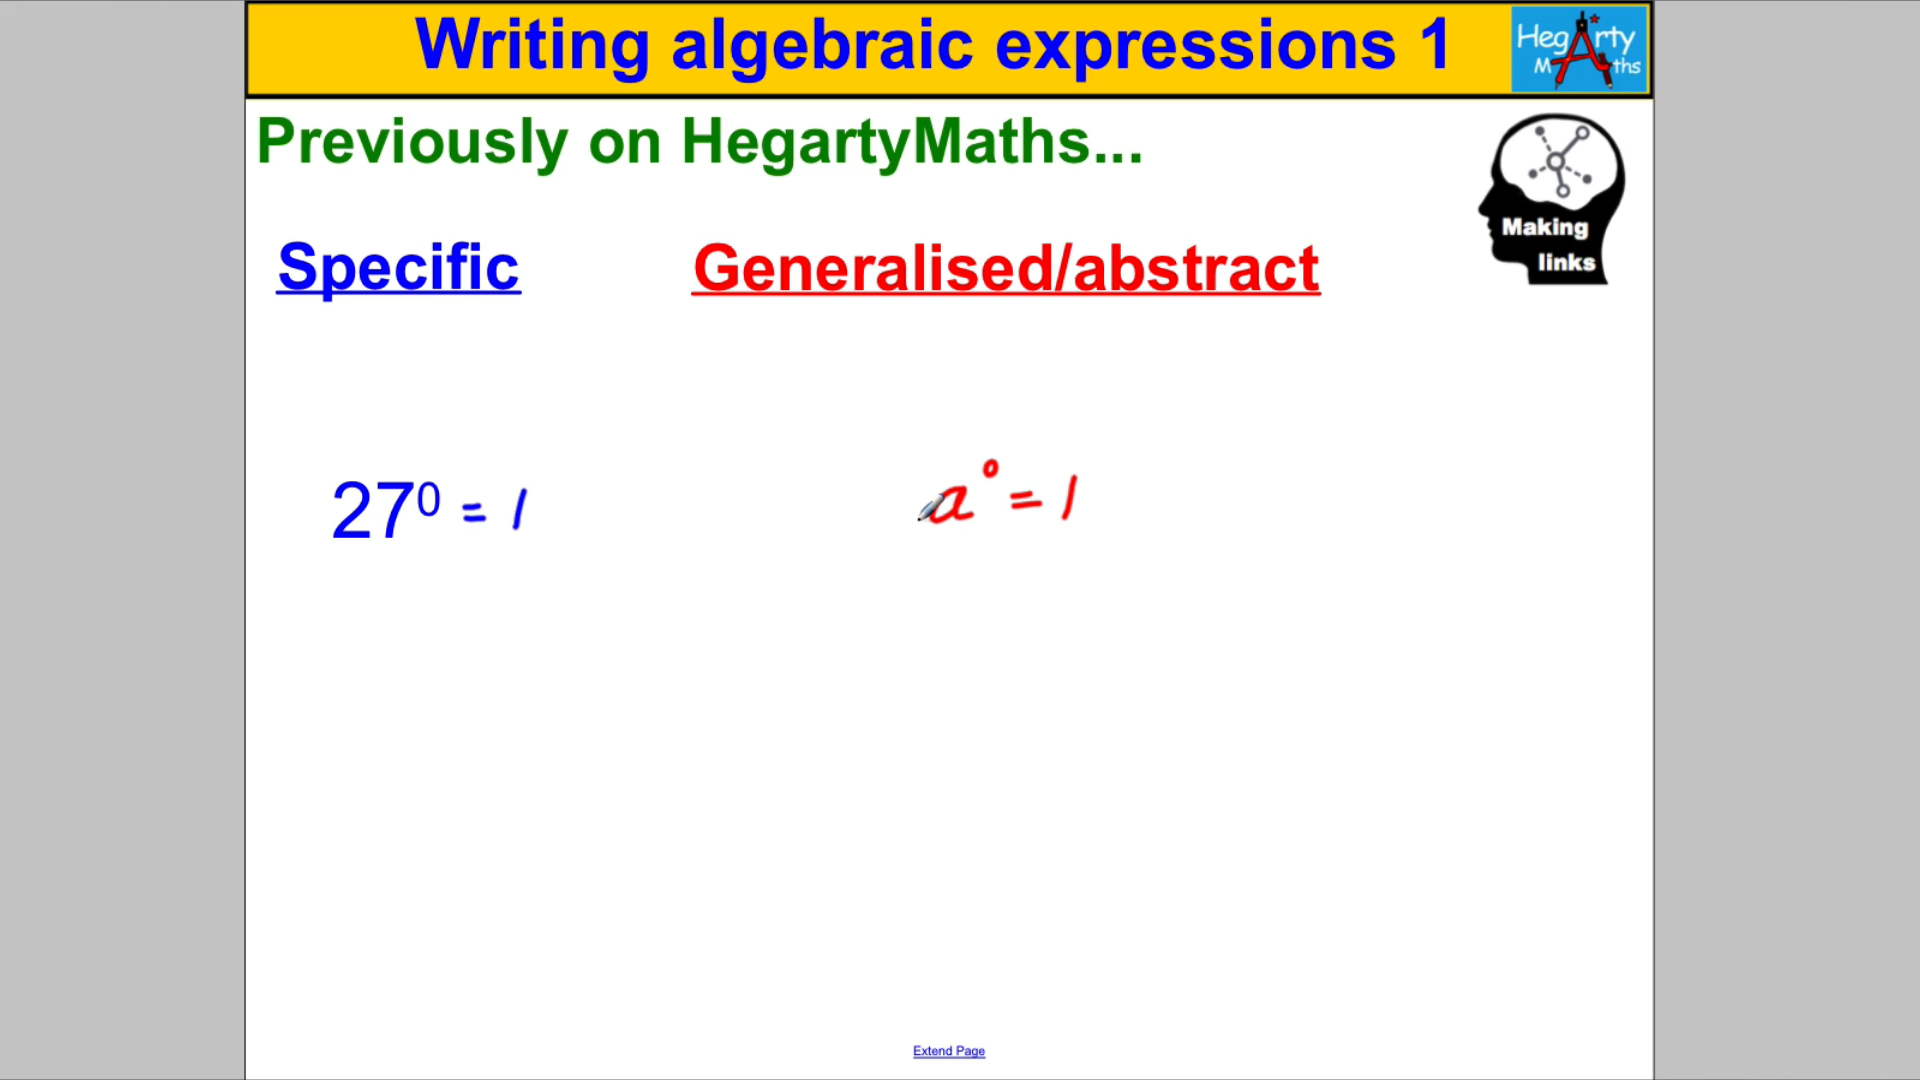 Writing algebraic expressions 1
Hegarty
Maths
Previously on HegartyMaths...
Making
links
Specific
Generalised/abstract
27⁰ = 1
a⁰ = 1
Extend Page